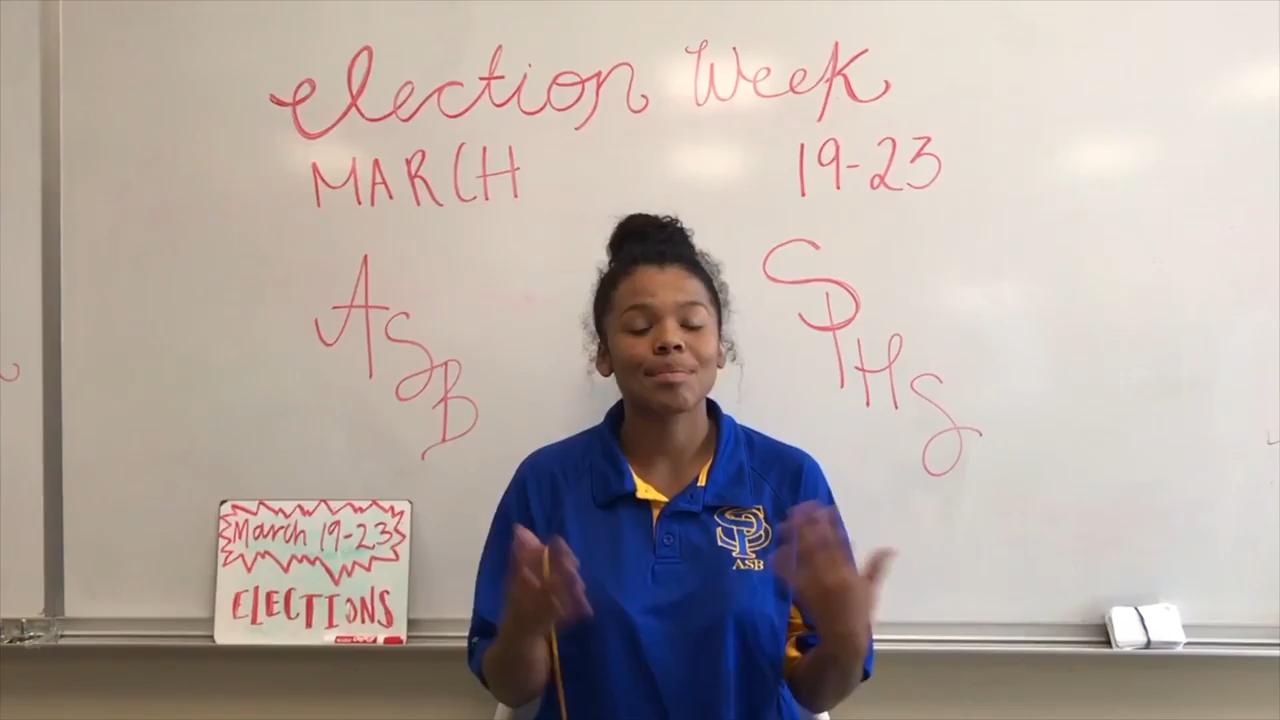 election Week
MARCH 19-23
ASB
SPHS
March 19-23
ELECTIONS
SP
ASB